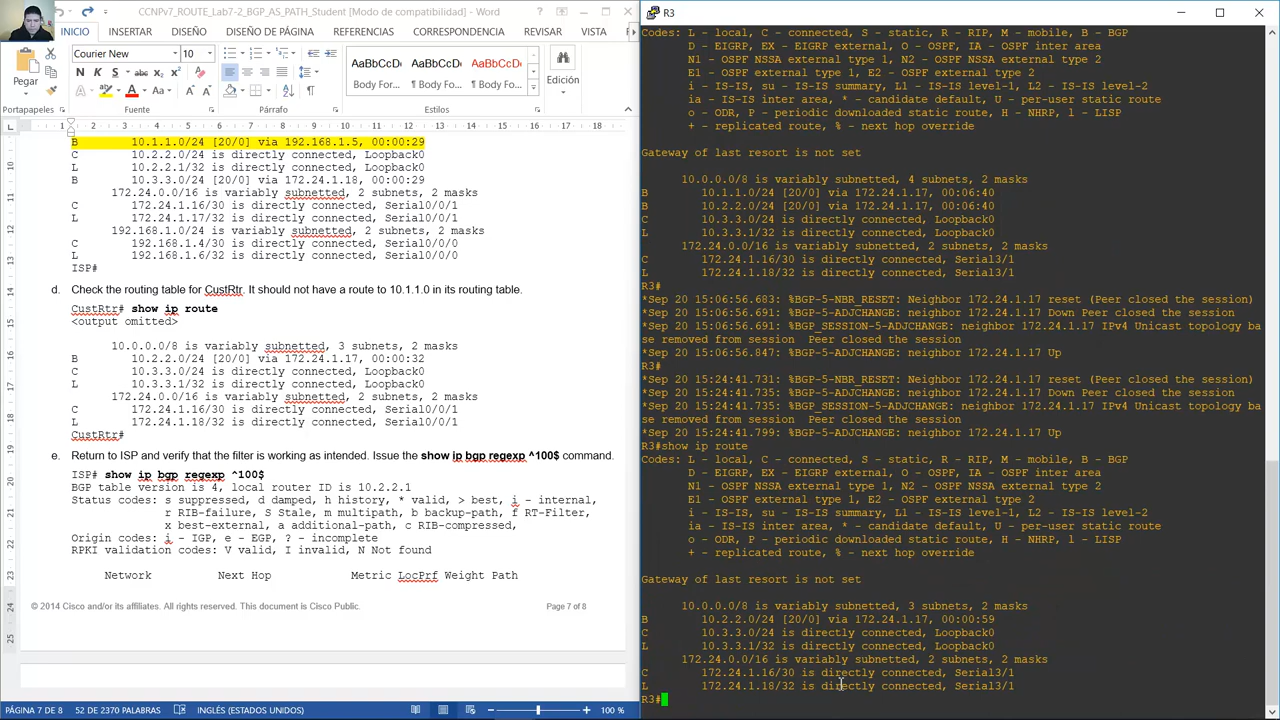 CCNPv7_ROUTE_Lab7-2_BGP_AS_PATH_Student [Modo de compatibilidad] - Word
INICIO INSERTAR DISEÑO DISEÑO DE PÁGINA REFERENCIAS CORRESPONDENCIA REVISAR VISTA
Courier New 10
Pegar
N K S
AaBbCcDd AaBbCcDd AaBbCcDd
¶ Body For... ¶ Body For... ¶ Body For...
Edición
Portapapeles Fuente Párrafo Estilos
1 1 2 3 4 5 6 7 8 9 10 11 12 13 14 15 16 17 18
B 10.1.1.0/24 [20/0] via 192.168.1.5, 00:00:29
C 10.2.2.0/24 is directly connected, Loopback0
L 10.2.2.1/32 is directly connected, Loopback0
B 10.3.3.0/24 [20/0] via 172.24.1.18, 00:00:29
172.24.0.0/16 is variably subnetted, 2 subnets, 2 masks
C 172.24.1.16/30 is directly connected, Serial0/0/1
L 172.24.1.17/32 is directly connected, Serial0/0/1
192.168.1.0/24 is variably subnetted, 2 subnets, 2 masks
C 192.168.1.4/30 is directly connected, Serial0/0/0
L 192.168.1.6/32 is directly connected, Serial0/0/0
ISP#
d. Check the routing table for CustRtr. It should not have a route to 10.1.1.0 in its routing table.
CustRtr# show ip route
<output omitted>
10.0.0.0/8 is variably subnetted, 3 subnets, 2 masks
B 10.2.2.0/24 [20/0] via 172.24.1.17, 00:00:32
C 10.3.3.0/24 is directly connected, Loopback0
L 10.3.3.1/32 is directly connected, Loopback0
172.24.0.0/16 is variably subnetted, 2 subnets, 2 masks
C 172.24.1.16/30 is directly connected, Serial0/0/1
L 172.24.1.18/32 is directly connected, Serial0/0/1
CustRtr#
e. Return to ISP and verify that the filter is working as intended. Issue the show ip bgp regexp ^100$ command.
ISP# show ip bgp regexp ^100$
BGP table version is 4, local router ID is 10.2.2.1
Status codes: s suppressed, d damped, h history, * valid, > best, i - internal,
r RIB-failure, S Stale, m multipath, b backup-path, f RT-Filter,
x best-external, a additional-path, c RIB-compressed,
Origin codes: i - IGP, e - EGP, ? - incomplete
RPKI validation codes: V valid, I invalid, N Not found
Network Next Hop Metric LocPrf Weight Path
© 2014 Cisco and/or its affiliates. All rights reserved. This document is Cisco Public. Page 7 of 8
10
11
12
13
14
15
16
17
18
19
20
21
22
23
24
25
PÁGINA 7 DE 8 52 DE 2370 PALABRAS INGLÉS (ESTADOS UNIDOS) 100 %
R3
Codes: L - local, C - connected, S - static, R - RIP, M - mobile, B - BGP
D - EIGRP, EX - EIGRP external, O - OSPF, IA - OSPF inter area
N1 - OSPF NSSA external type 1, N2 - OSPF NSSA external type 2
E1 - OSPF external type 1, E2 - OSPF external type 2
i - IS-IS, su - IS-IS summary, L1 - IS-IS level-1, L2 - IS-IS level-2
ia - IS-IS inter area, * - candidate default, U - per-user static route
o - ODR, P - periodic downloaded static route, H - NHRP, l - LISP
+ - replicated route, % - next hop override
Gateway of last resort is not set
10.0.0.0/8 is variably subnetted, 4 subnets, 2 masks
B 10.1.1.0/24 [20/0] via 172.24.1.17, 00:06:40
B 10.2.2.0/24 [20/0] via 172.24.1.17, 00:06:40
C 10.3.3.0/24 is directly connected, Loopback0
L 10.3.3.1/32 is directly connected, Loopback0
172.24.0.0/16 is variably subnetted, 2 subnets, 2 masks
C 172.24.1.16/30 is directly connected, Serial3/1
L 172.24.1.18/32 is directly connected, Serial3/1
R3#
*Sep 20 15:06:56.683: %BGP-5-NBR_RESET: Neighbor 172.24.1.17 reset (Peer closed the session)
*Sep 20 15:06:56.691: %BGP-5-ADJCHANGE: neighbor 172.24.1.17 Down Peer closed the session
*Sep 20 15:06:56.691: %BGP_SESSION-5-ADJCHANGE: neighbor 172.24.1.17 IPv4 Unicast topology ba
se removed from session Peer closed the session
*Sep 20 15:06:56.847: %BGP-5-ADJCHANGE: neighbor 172.24.1.17 Up
R3#
*Sep 20 15:24:41.731: %BGP-5-NBR_RESET: Neighbor 172.24.1.17 reset (Peer closed the session)
*Sep 20 15:24:41.735: %BGP-5-ADJCHANGE: neighbor 172.24.1.17 Down Peer closed the session
*Sep 20 15:24:41.735: %BGP_SESSION-5-ADJCHANGE: neighbor 172.24.1.17 IPv4 Unicast topology ba
se removed from session Peer closed the session
*Sep 20 15:24:41.799: %BGP-5-ADJCHANGE: neighbor 172.24.1.17 Up
R3#show ip route
Codes: L - local, C - connected, S - static, R - RIP, M - mobile, B - BGP
D - EIGRP, EX - EIGRP external, O - OSPF, IA - OSPF inter area
N1 - OSPF NSSA external type 1, N2 - OSPF NSSA external type 2
E1 - OSPF external type 1, E2 - OSPF external type 2
i - IS-IS, su - IS-IS summary, L1 - IS-IS level-1, L2 - IS-IS level-2
ia - IS-IS inter area, * - candidate default, U - per-user static route
o - ODR, P - periodic downloaded static route, H - NHRP, l - LISP
+ - replicated route, % - next hop override
Gateway of last resort is not set
10.0.0.0/8 is variably subnetted, 3 subnets, 2 masks
B 10.2.2.0/24 [20/0] via 172.24.1.17, 00:00:59
C 10.3.3.0/24 is directly connected, Loopback0
L 10.3.3.1/32 is directly connected, Loopback0
172.24.0.0/16 is variably subnetted, 2 subnets, 2 masks
C 172.24.1.16/30 is directly connected, Serial3/1
L 172.24.1.18/32 is directly connected, Serial3/1
R3#